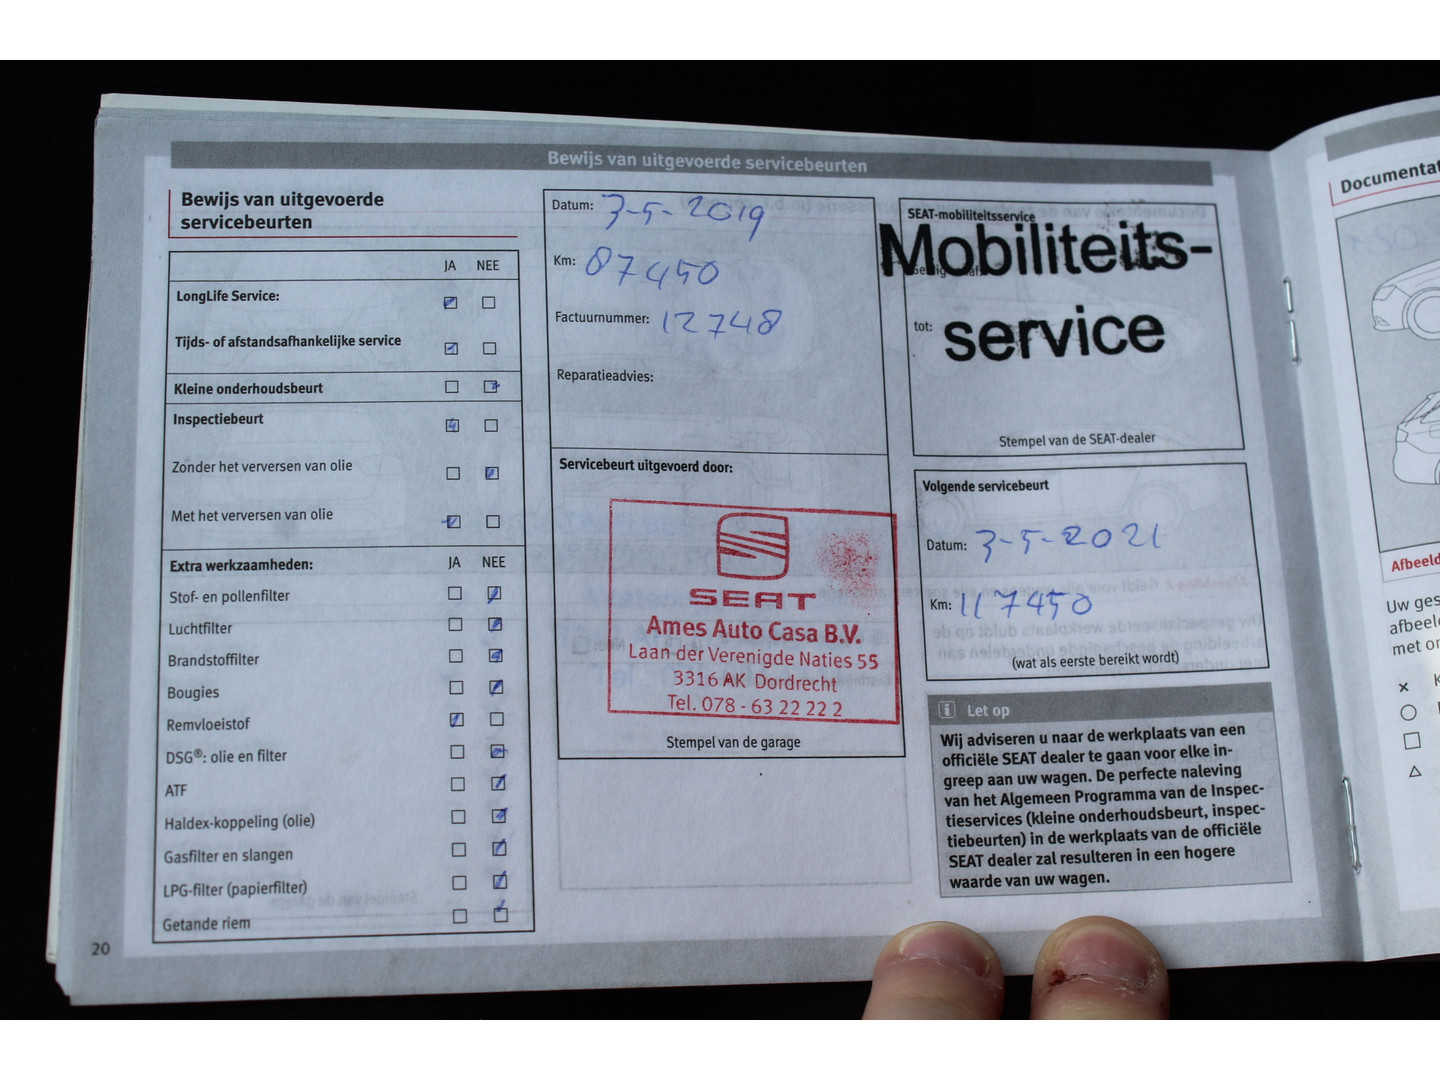 Bewijs van uitgevoerde servicebeurten
Bewijs van uitgevoerde
servicebeurten
JA NEE
LongLife Service:
Tijds- of afstandsafhankelijke service
Kleine onderhoudsbeurt
Inspectiebeurt
Zonder het verversen van olie
Met het verversen van olie
Extra werkzaamheden: JA NEE
Stof- en pollenfilter
Luchtfilter
Brandstoffilter
Bougies
Remvloeistof
DSG®: olie en filter
ATF
Haldex-koppeling (olie)
Gasfilter en slangen
LPG-filter (papierfilter)
Getande riem
20
Datum: 3-5-2019
Km: 87450
Factuurnummer: 12748
Reparatieadvies:
Servicebeurt uitgevoerd door:
SEAT
Ames Auto Casa B.V.
Laan der Verenigde Naties 55
3316 AK Dordrecht
Tel. 078 - 63 22 22 2
Stempel van de garage
SEAT-mobiliteitsservice
Mobiliteits-
tot: service
Stempel van de SEAT-dealer
Volgende servicebeurt
Datum: 3-5-2021
Km: 117450
(wat als eerste bereikt wordt)
i Let op
Wij adviseren u naar de werkplaats van een
officiële SEAT dealer te gaan voor elke in-
greep aan uw wagen. De perfecte naleving
van het Algemeen Programma van de Inspec-
tieservices (kleine onderhoudsbeurt, inspec-
tiebeurten) in de werkplaats van de officiële
SEAT dealer zal resulteren in een hogere
waarde van uw wagen.
Documentat
Afbeeld
Uw ges
afbeeld
met on